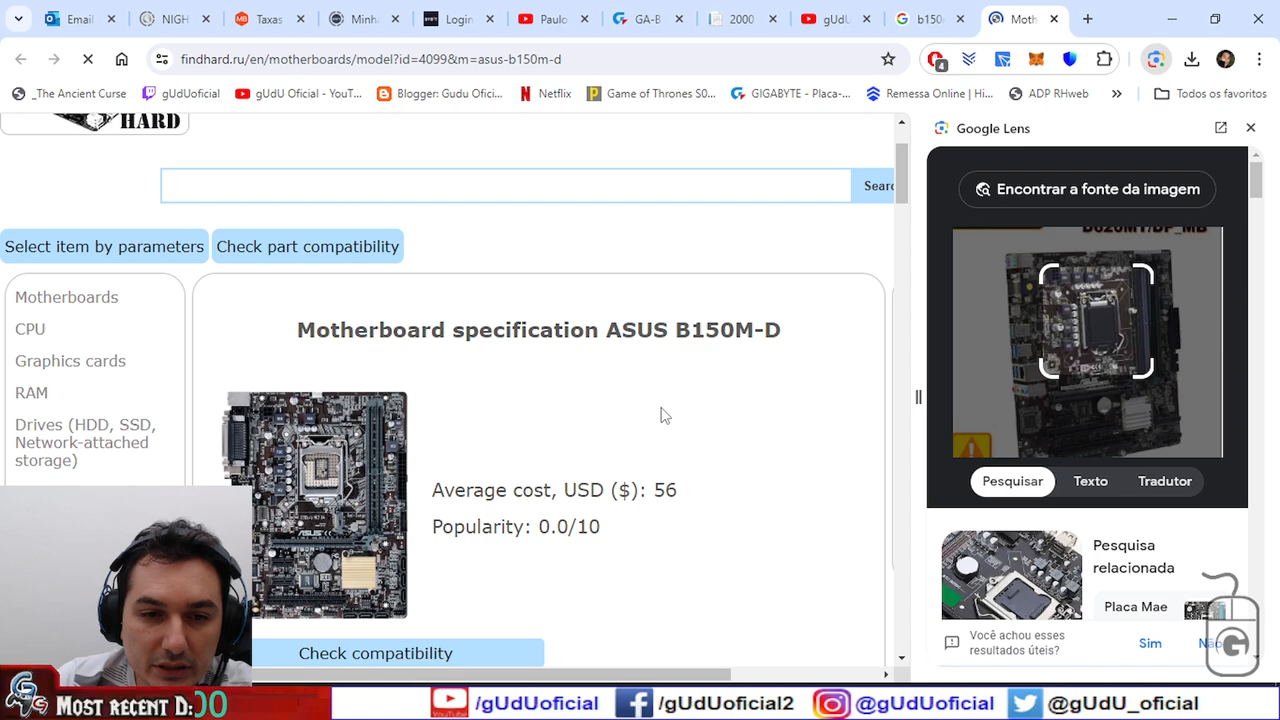 Email
NIGH
Taxas
Minha
Login
Paulo
GA-B
2000
gUdU
b150
Moth
findhard.ru/en/motherboards/model?id=4099&m=asus-b150m-d
4
_The Ancient Curse
gUdUoficial
gUdU Oficial - YouT...
Blogger: Gudu Ofici...
Netflix
Game of Thrones S0...
GIGABYTE - Placa-...
Remessa Online | Hi...
ADP RHweb
Todos os favoritos
HARD
Search
Select item by parameters
Check part compatibility
Motherboards
CPU
Graphics cards
RAM
Drives (HDD, SSD,
Network-attached
storage)
Motherboard specification ASUS B150M-D
Average cost, USD ($): 56
Popularity: 0.0/10
Check compatibility
Google Lens
Encontrar a fonte da imagem
Pesquisar
Texto
Tradutor
Pesquisa
relacionada
Placa Mae
Você achou esses
resultados úteis?
Sim
Não
G
Most recent D:00
/gUdUoficial
/gUdUoficial2
@gUdUoficial
@gUdU_oficial